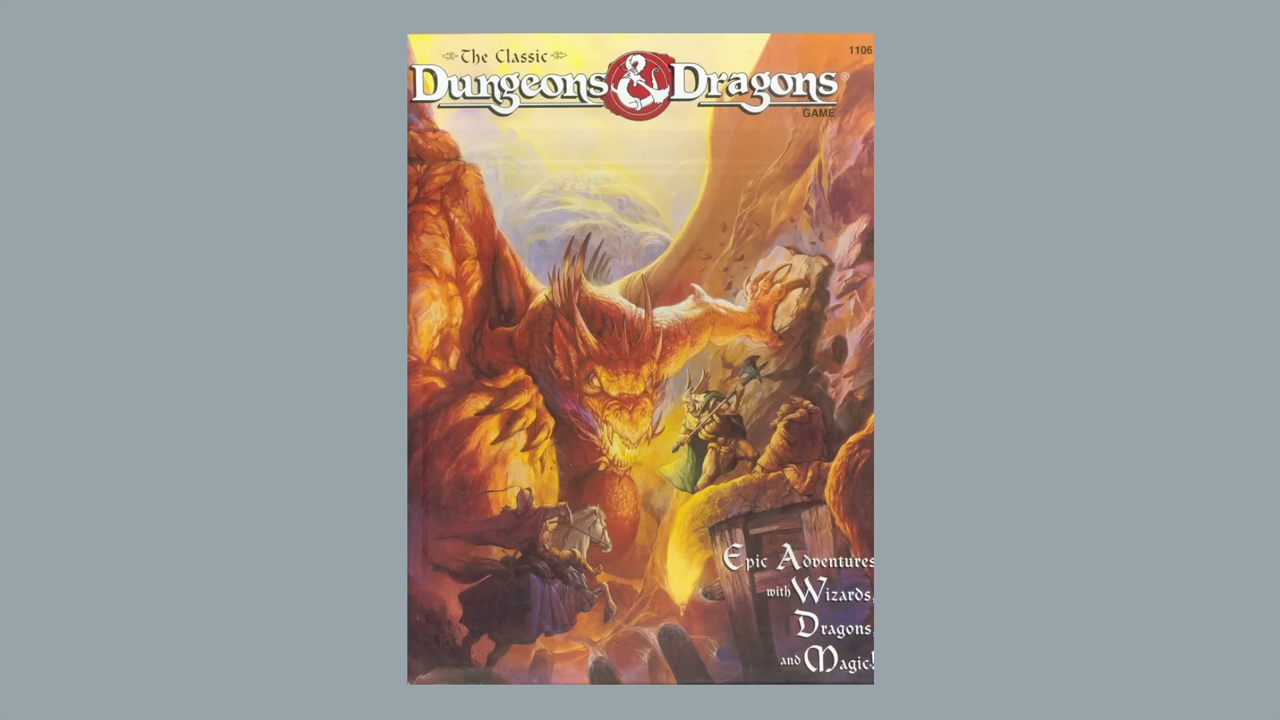 The Classic
1106
Dungeons & Dragons®
GAME
Epic Adventures
with Wizards,
Dragons,
and Magic!